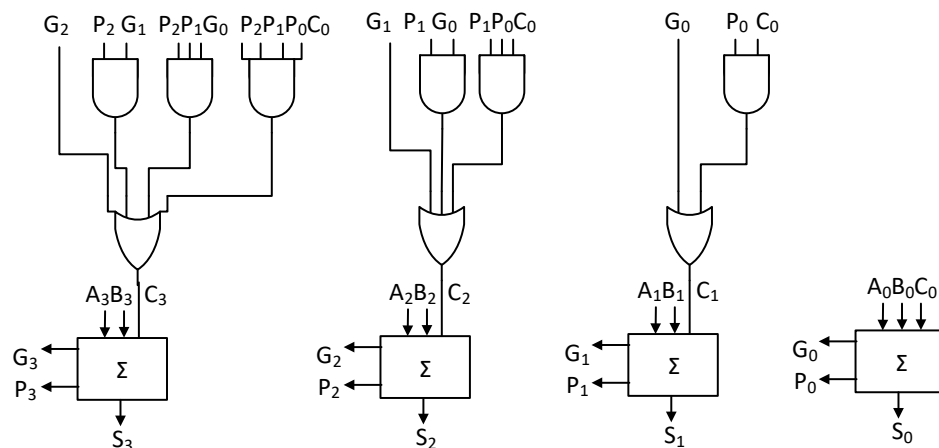 G₂ P₂ G₁ P₂P₁G₀ P₂P₁P₀C₀ G₁ P₁ G₀ P₁P₀C₀ G₀ P₀ C₀
A₃B₃ C₃ A₂B₂ C₂ A₁B₁ C₁ A₀B₀C₀
G₃ Σ G₂ Σ G₁ Σ G₀ Σ
P₃ P₂ P₁ P₀
S₃ S₂ S₁ S₀